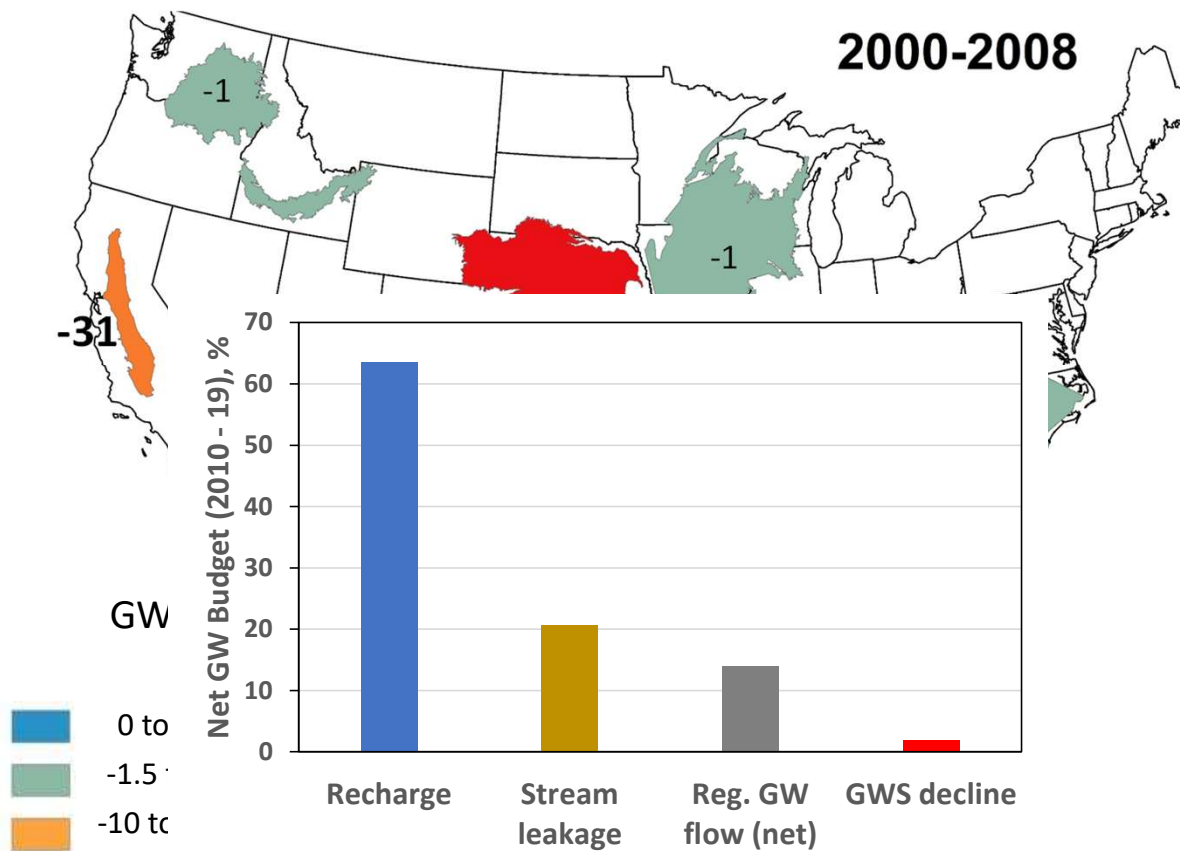 2000-2008
-1
-1
-31
Net GW Budget (2010 - 19), %
70
60
50
40
30
20
10
0
Recharge
Stream
leakage
Reg. GW
flow (net)
GWS decline
GW
0 to
-1.5
-10 to